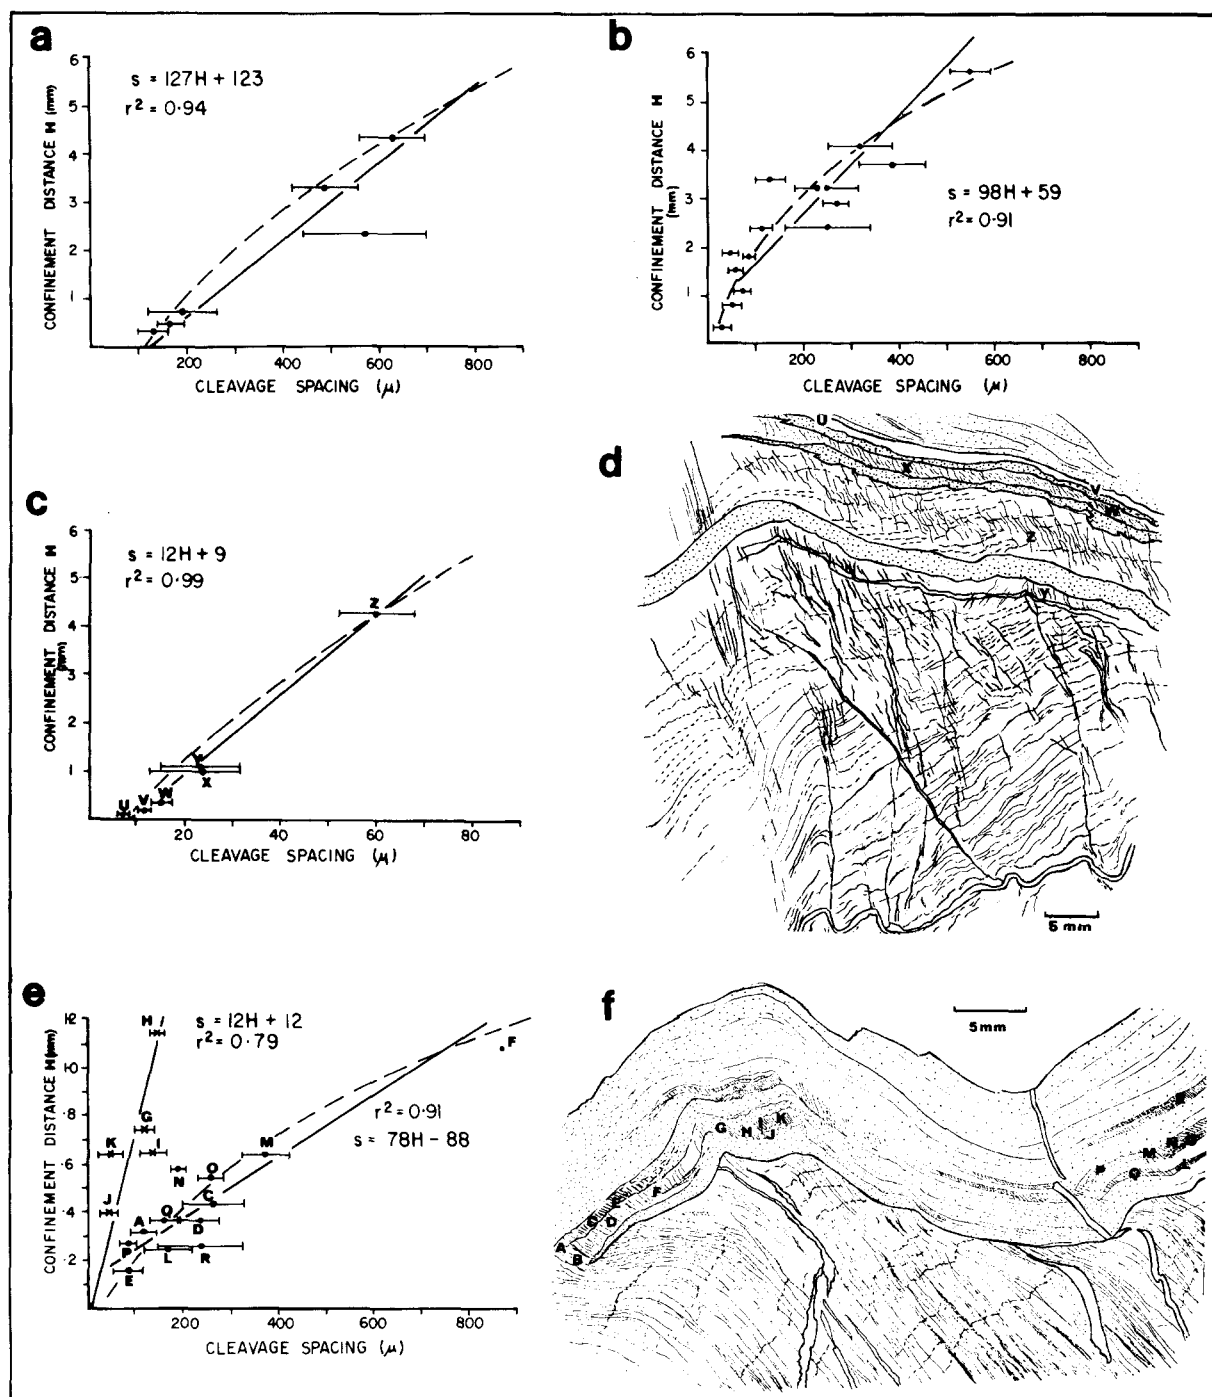 a
s = 127H + 123
r² = 0·94
CONFINEMENT DISTANCE H (mm)
6
5
4
3
2
1
200 400 600 800
CLEAVAGE SPACING (μ)
b
s = 98H + 59
r² = 0.91
CONFINEMENT DISTANCE H
(mm)
6
5
4
3
2
1
200 400 600 800
CLEAVAGE SPACING (μ)
c
s = 12H + 9
r² = 0·99
CONFINEMENT DISTANCE H
(mm)
6
5
4
3
2
1
U V W Y X Z
20 40 60 80
CLEAVAGE SPACING (μ)
d
U
X
V
W
Z
Y
5 mm
e
s = 12H + 12
r² = 0.79
r² = 0.91
s = 78H − 88
CONFINEMENT DISTANCE H (mm)
12
10
·8
·6
·4
·2
H
G
K
I
J
F
M
O
N
C
Q
A
D
P
L
R
E
200 400 600 800
CLEAVAGE SPACING (μ)
f
5mm
G
H
I
J
K
E
F
C
D
A
B
M
N
P
Q
L